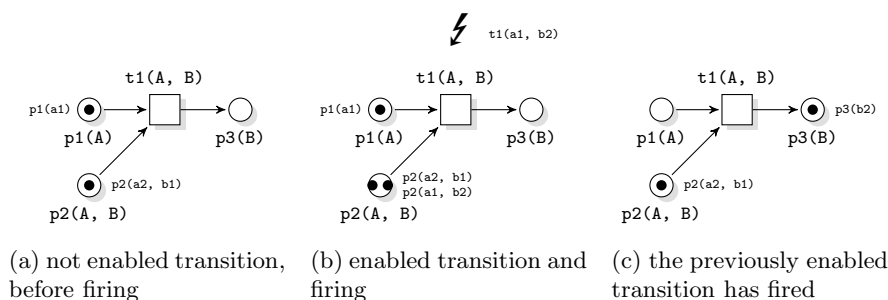 t1(a1, b2)
t1(A, B)
p1(a1)
p1(A)
p3(B)
p2(a2, b1)
p2(A, B)
(a) not enabled transition,
before firing
t1(A, B)
p1(a1)
p1(A)
p3(B)
p2(a2, b1)
p2(a1, b2)
p2(A, B)
(b) enabled transition and
firing
t1(A, B)
p3(b2)
p1(A)
p3(B)
p2(a2, b1)
p2(A, B)
(c) the previously enabled
transition has fired